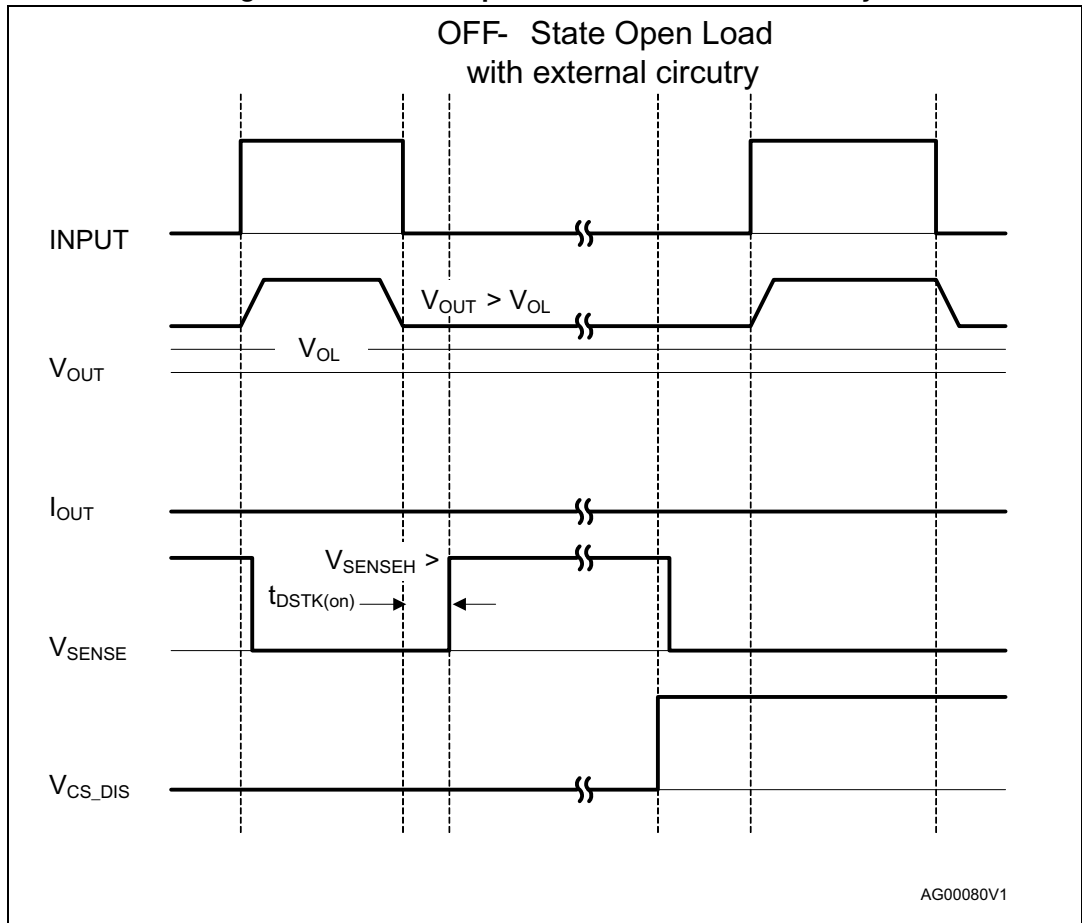 OFF- State Open Load
with external circutry
INPUT
VOUT > VOL
VOL
VOUT
IOUT
VSENSEH >
tDSTK(on)
VSENSE
VCS_DIS
AG00080V1